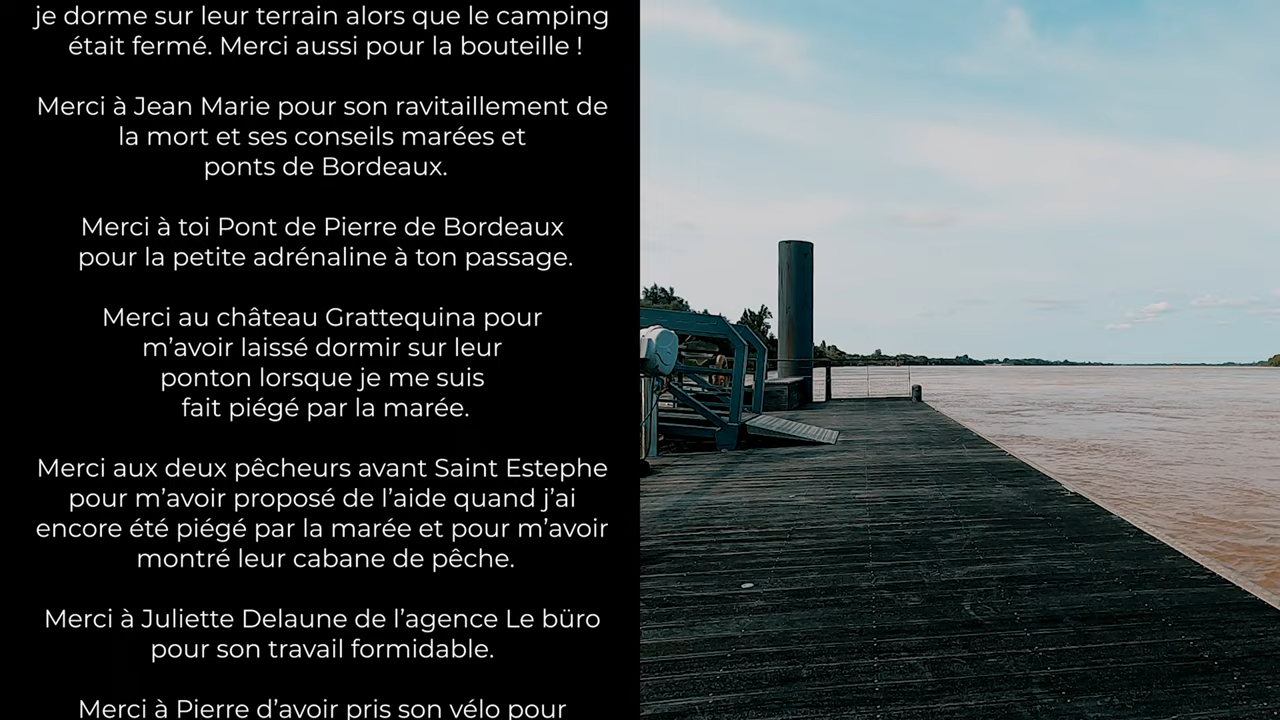 je dorme sur leur terrain alors que le camping
était fermé. Merci aussi pour la bouteille !
Merci à Jean Marie pour son ravitaillement de
la mort et ses conseils marées et
ponts de Bordeaux.
Merci à toi Pont de Pierre de Bordeaux
pour la petite adrénaline à ton passage.
Merci au château Grattequina pour
m’avoir laissé dormir sur leur
ponton lorsque je me suis
fait piégé par la marée.
Merci aux deux pêcheurs avant Saint Estephe
pour m’avoir proposé de l’aide quand j’ai
encore été piégé par la marée et pour m’avoir
montré leur cabane de pêche.
Merci à Juliette Delaune de l’agence Le büro
pour son travail formidable.
Merci à Pierre d’avoir pris son vélo pour